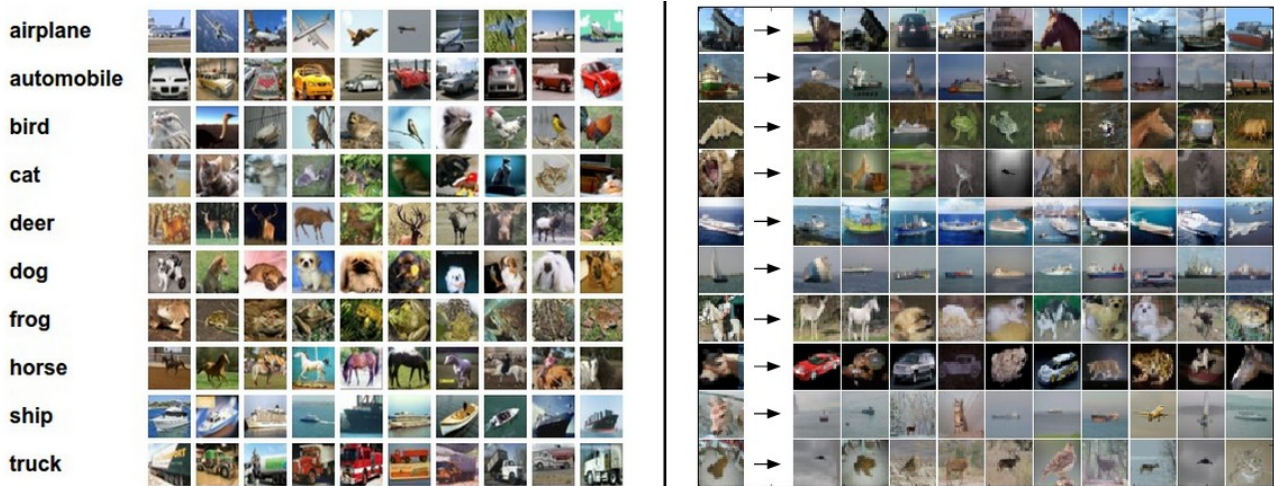 airplane
automobile
bird
cat
deer
dog
frog
horse
ship
truck